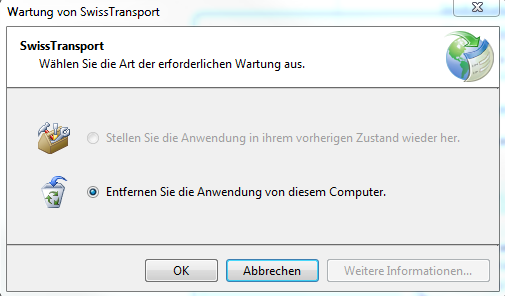 Wartung von SwissTransport
SwissTransport
Wählen Sie die Art der erforderlichen Wartung aus.
Stellen Sie die Anwendung in ihrem vorherigen Zustand wieder her.
Entfernen Sie die Anwendung von diesem Computer.
OK
Abbrechen
Weitere Informationen...